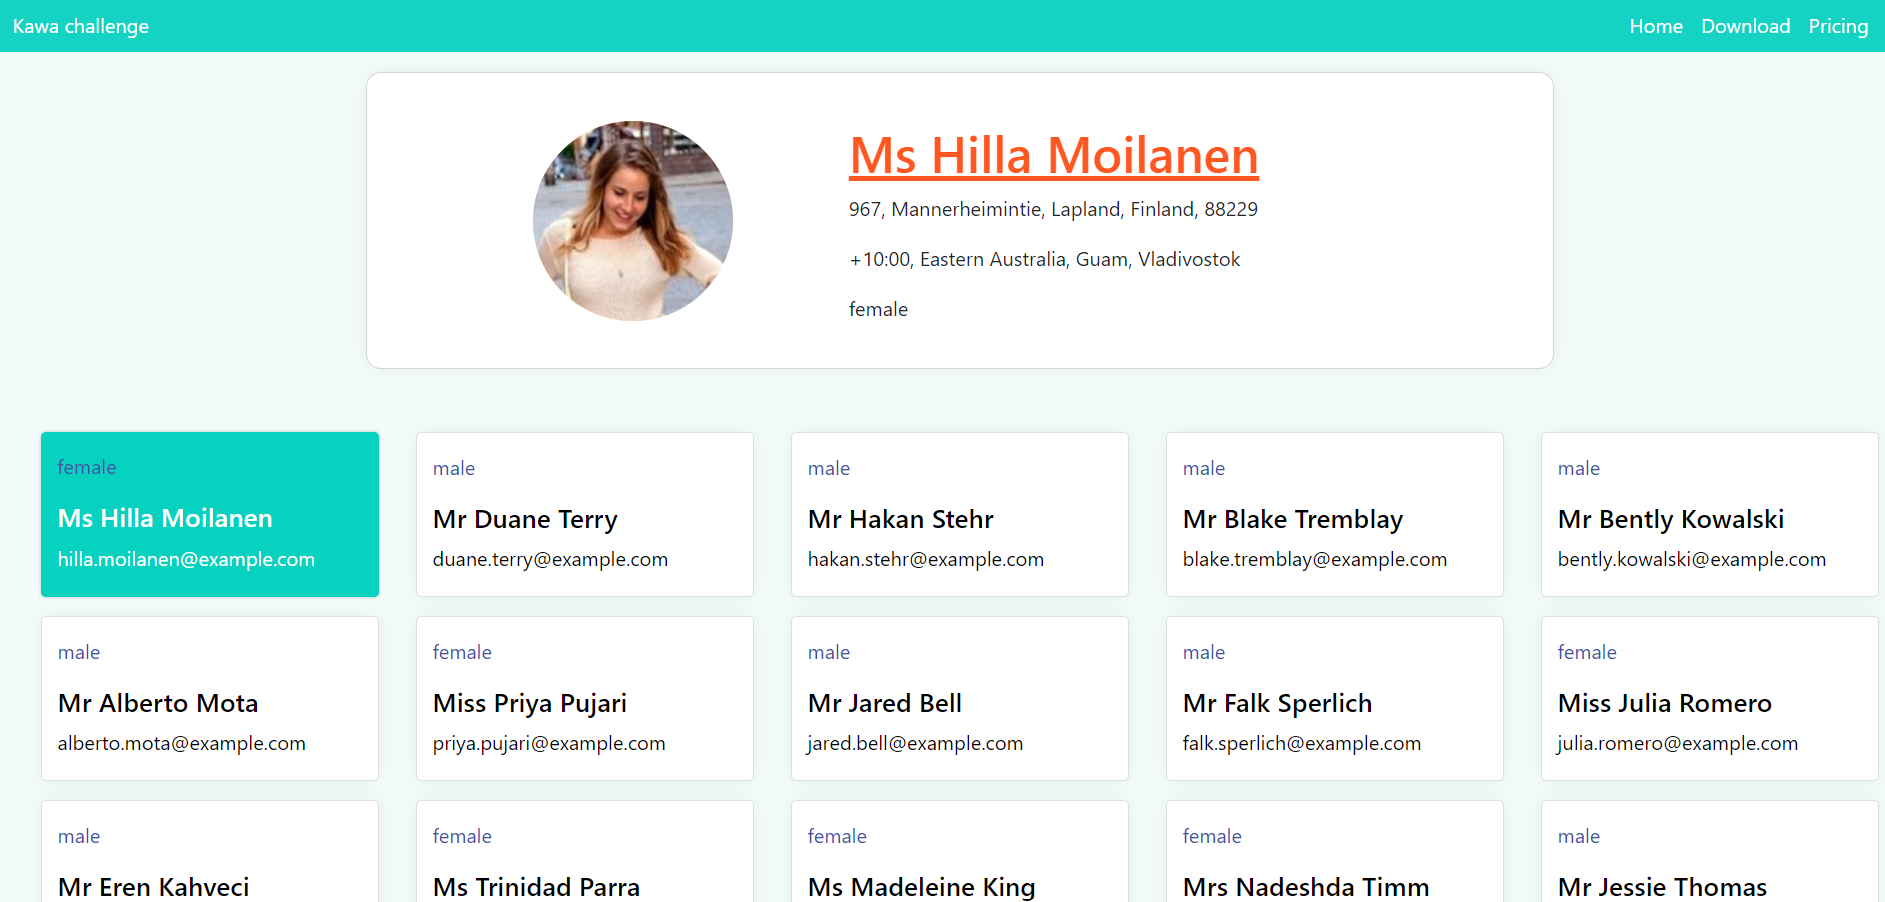 Kawa challenge
Home Download Pricing
Ms Hilla Moilanen
967, Mannerheimintie, Lapland, Finland, 88229
+10:00, Eastern Australia, Guam, Vladivostok
female
female
Ms Hilla Moilanen
hilla.moilanen@example.com
male
Mr Duane Terry
duane.terry@example.com
male
Mr Hakan Stehr
hakan.stehr@example.com
male
Mr Blake Tremblay
blake.tremblay@example.com
male
Mr Bently Kowalski
bently.kowalski@example.com
male
Mr Alberto Mota
alberto.mota@example.com
female
Miss Priya Pujari
priya.pujari@example.com
male
Mr Jared Bell
jared.bell@example.com
male
Mr Falk Sperlich
falk.sperlich@example.com
female
Miss Julia Romero
julia.romero@example.com
male
Mr Eren Kahveci
female
Ms Trinidad Parra
female
Ms Madeleine King
female
Mrs Nadeshda Timm
male
Mr Jessie Thomas